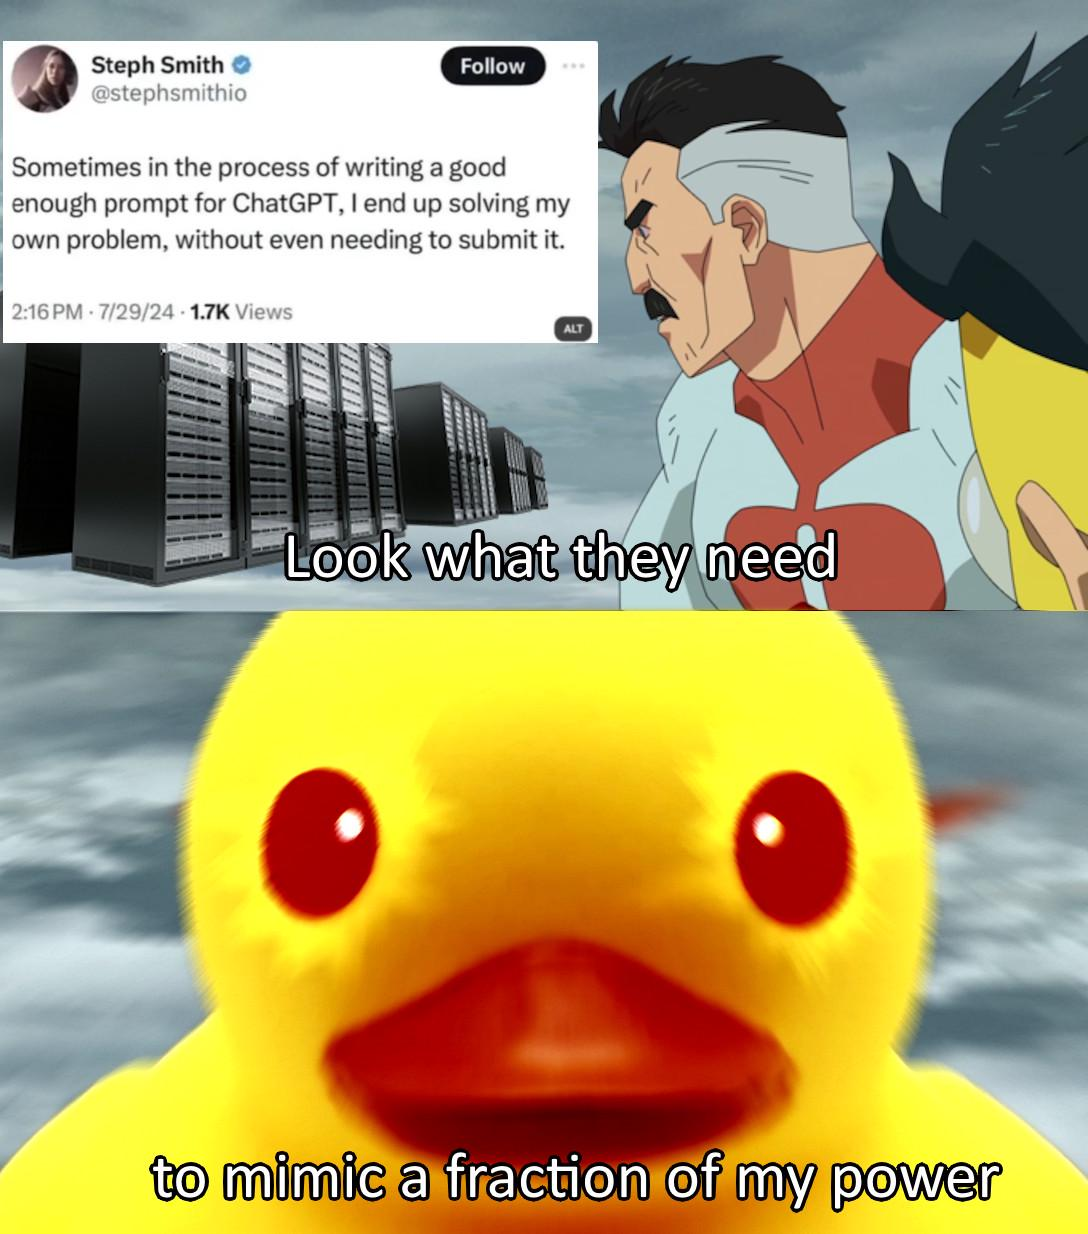 Steph Smith
Follow
@stephsmithio
Sometimes in the process of writing a good
enough prompt for ChatGPT, I end up solving my
own problem, without even needing to submit it.
2:16 PM · 7/29/24 · 1.7K Views
ALT
Look what they need
to mimic a fraction of my power